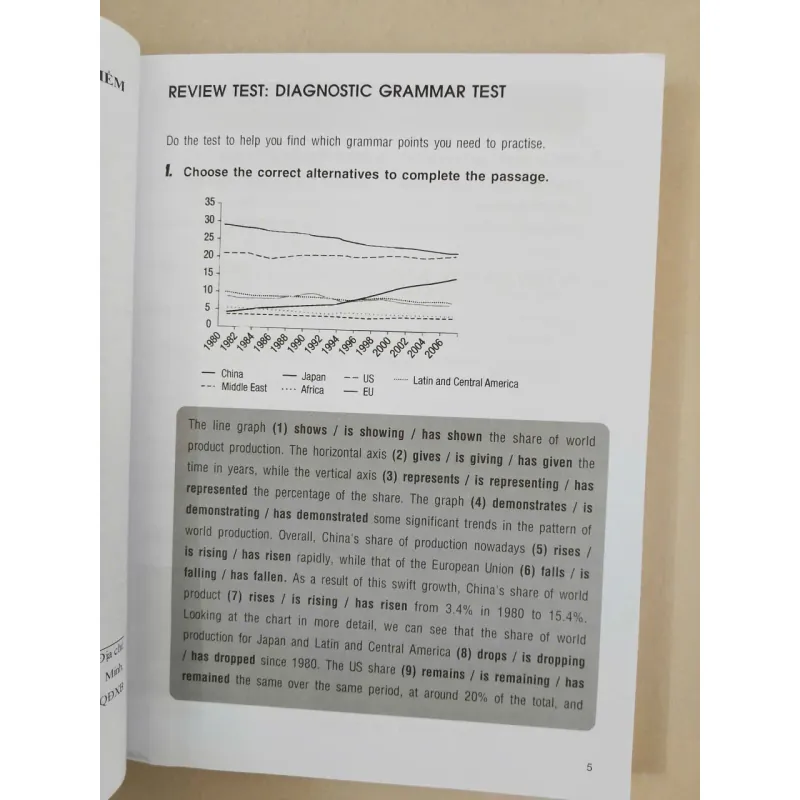 IỂM
REVIEW TEST: DIAGNOSTIC GRAMMAR TEST
Do the test to help you find which grammar points you need to practise.
1. Choose the correct alternatives to complete the passage.
35
30
25
20
15
10
5
0
1980 1982 1984 1986 1988 1990 1992 1994 1996 1998 2000 2002 2004 2006
China Japan US Latin and Central America
Middle East Africa EU
The line graph (1) shows / is showing / has shown the share of world
product production. The horizontal axis (2) gives / is giving / has given the
time in years, while the vertical axis (3) represents / is representing / has
represented the percentage of the share. The graph (4) demonstrates / is
demonstrating / has demonstrated some significant trends in the pattern of
world production. Overall, China's share of production nowadays (5) rises /
is rising / has risen rapidly, while that of the European Union (6) falls / is
falling / has fallen. As a result of this swift growth, China's share of world
product (7) rises / is rising / has risen from 3.4% in 1980 to 15.4%.
Looking at the chart in more detail, we can see that the share of world
production for Japan and Latin and Central America (8) drops / is dropping
/ has dropped since 1980. The US share (9) remains / is remaining / has
remained the same over the same period, at around 20% of the total, and
Địa chỉ
Minh
QĐXB
5